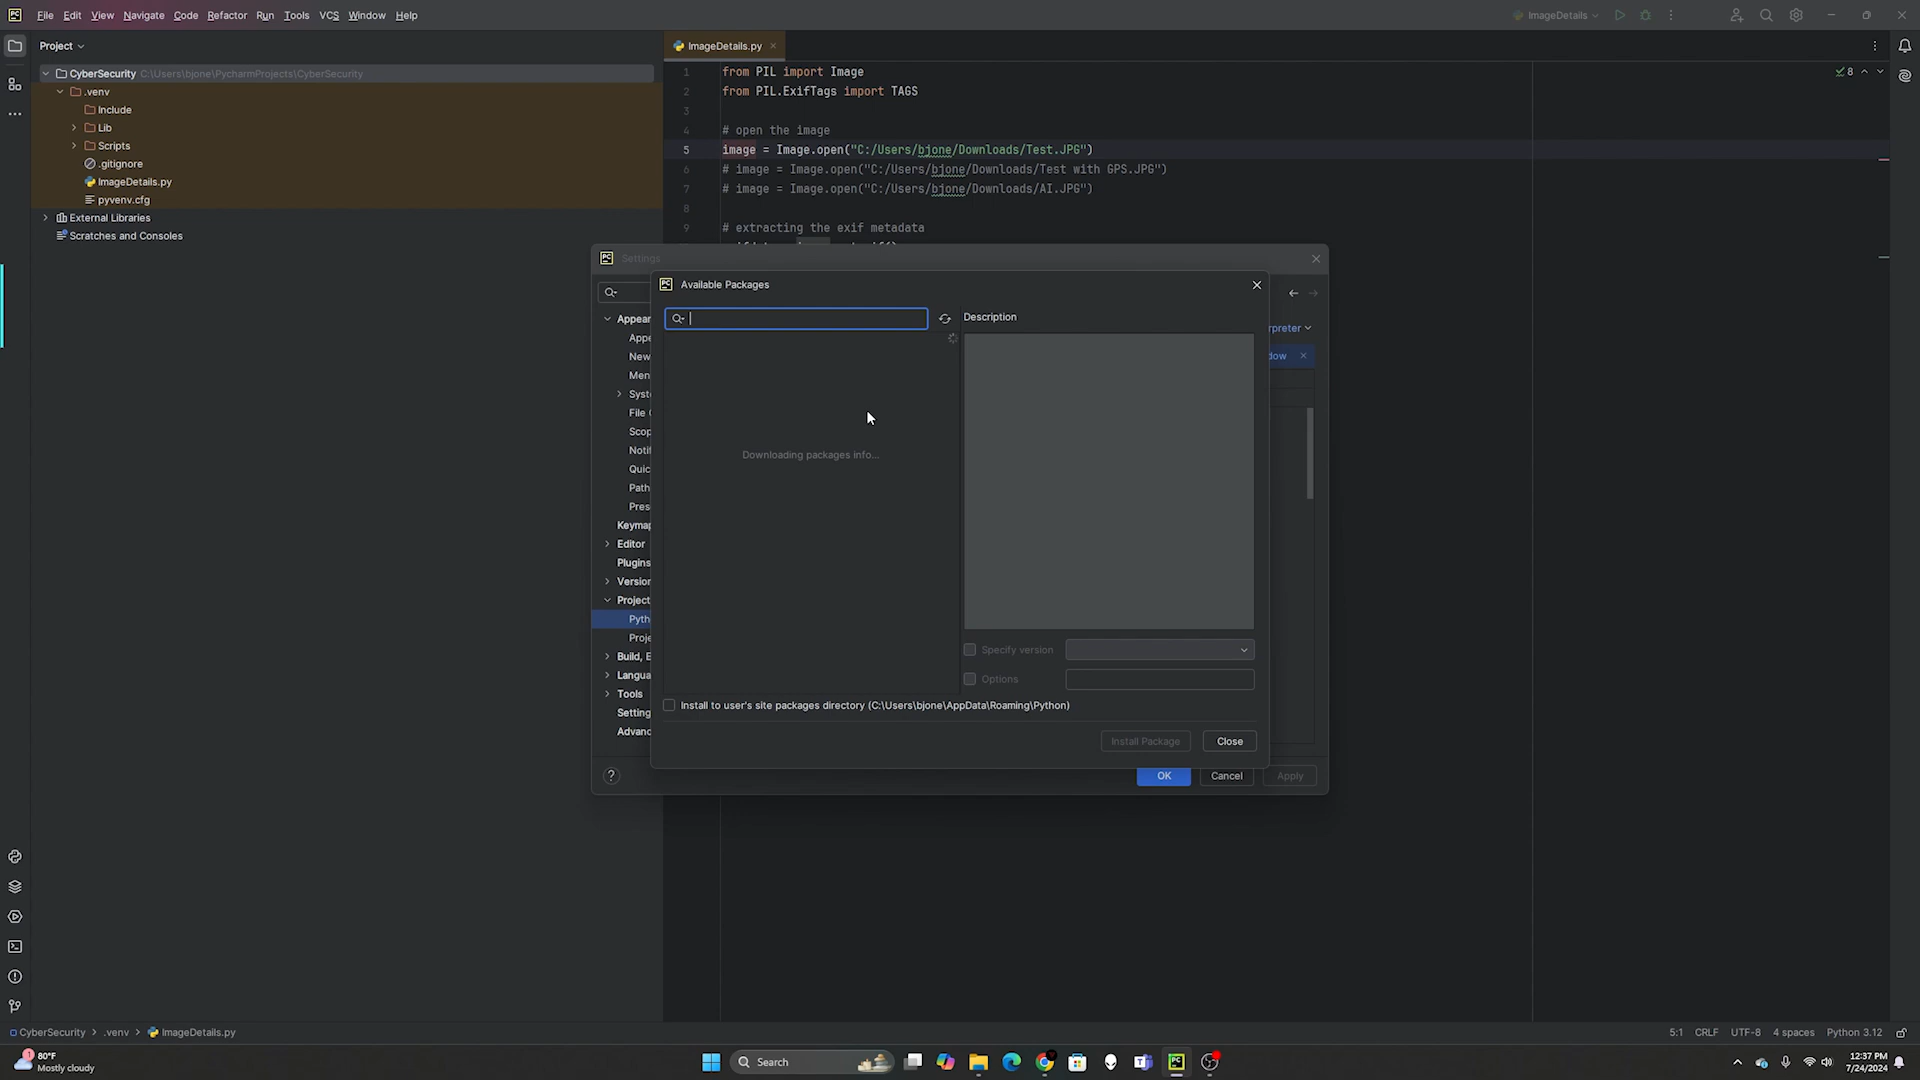 PC File Edit View Navigate Code Refactor Run Tools VCS Window Help ImageDetails
Project
ImageDetails.py
CyberSecurity C:\Users\bjone\PycharmProjects\CyberSecurity
.venv
Include
Lib
Scripts
.gitignore
ImageDetails.py
pyvenv.cfg
External Libraries
Scratches and Consoles
8
1 from PIL import Image
2 from PIL.ExifTags import TAGS
3
4 # open the image
5 image = Image.open("C:/Users/bjone/Downloads/Test.JPG")
6 # image = Image.open("C:/Users/bjone/Downloads/Test with GPS.JPG")
7 # image = Image.open("C:/Users/bjone/Downloads/AI.JPG")
8
9 # extracting the exif metadata
PC Settings
Appear
Appe
New
Men
Syst
File
Scop
Notif
Quic
Path
Pres
Keymap
Editor
Plugins
Version
Project
Pyth
Proje
Build, E
Langua
Tools
Setting
Advanc
rpreter
dow
PC Available Packages
Description
Downloading packages info...
Specify version
Options
Install to user's site packages directory (C:\Users\bjone\AppData\Roaming\Python)
Install Package Close
? OK Cancel Apply
CyberSecurity > .venv > ImageDetails.py 5:1 CRLF UTF-8 4 spaces Python 3.12
1 80°F
Mostly cloudy
Search
PC
12:37 PM
7/24/2024